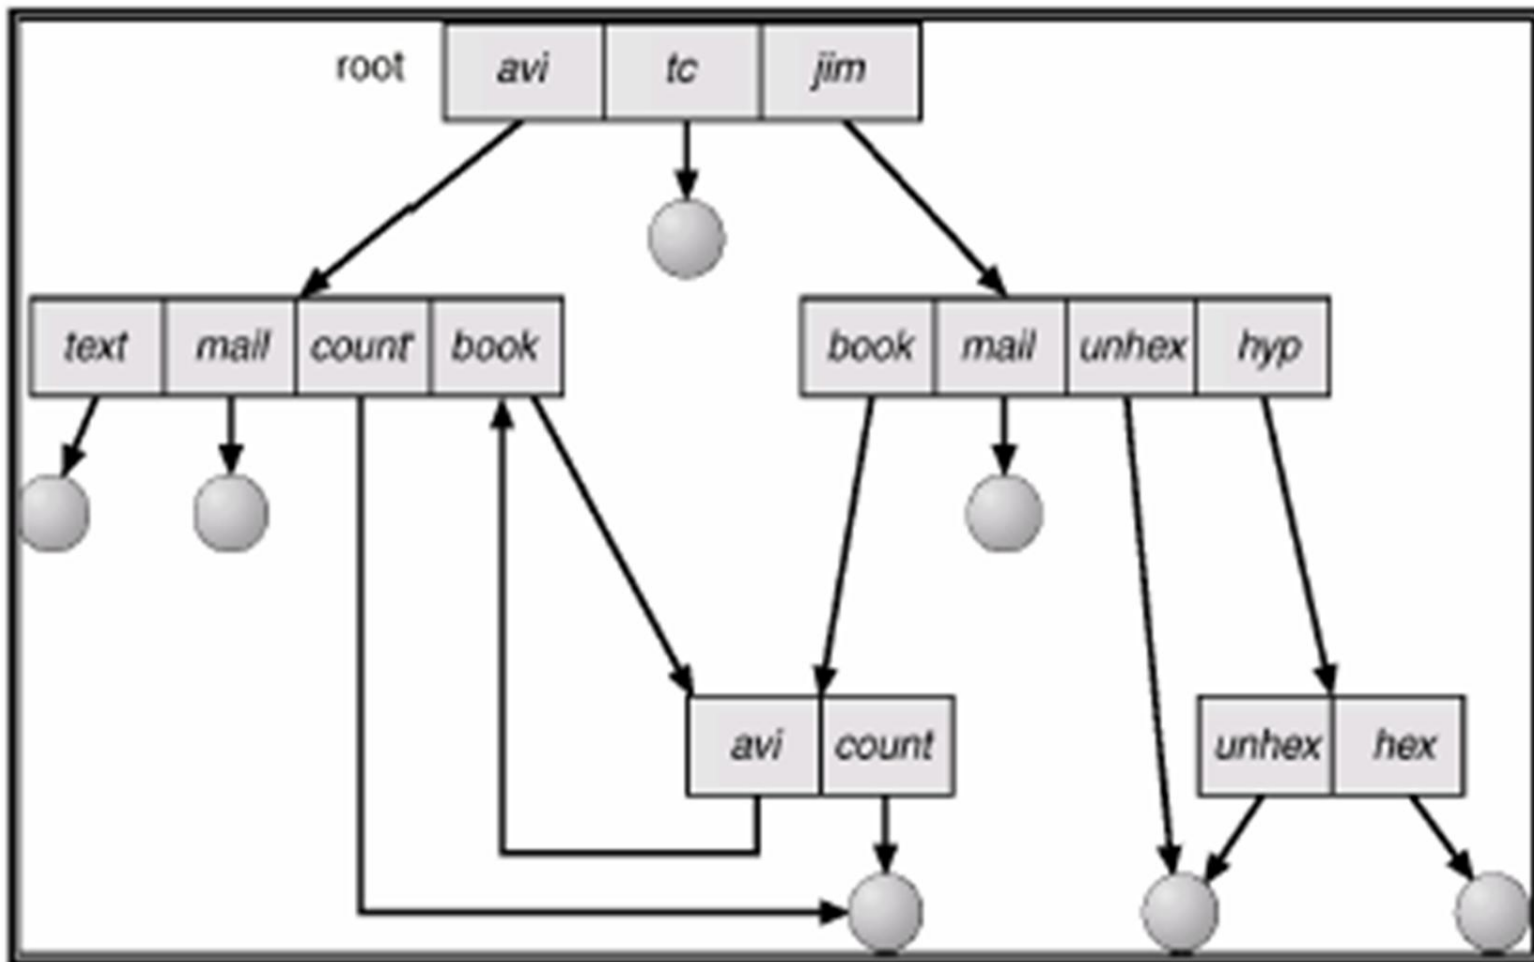 root avi tc jim
text mail count book
book mail unhex hyp
avi count
unhex hex